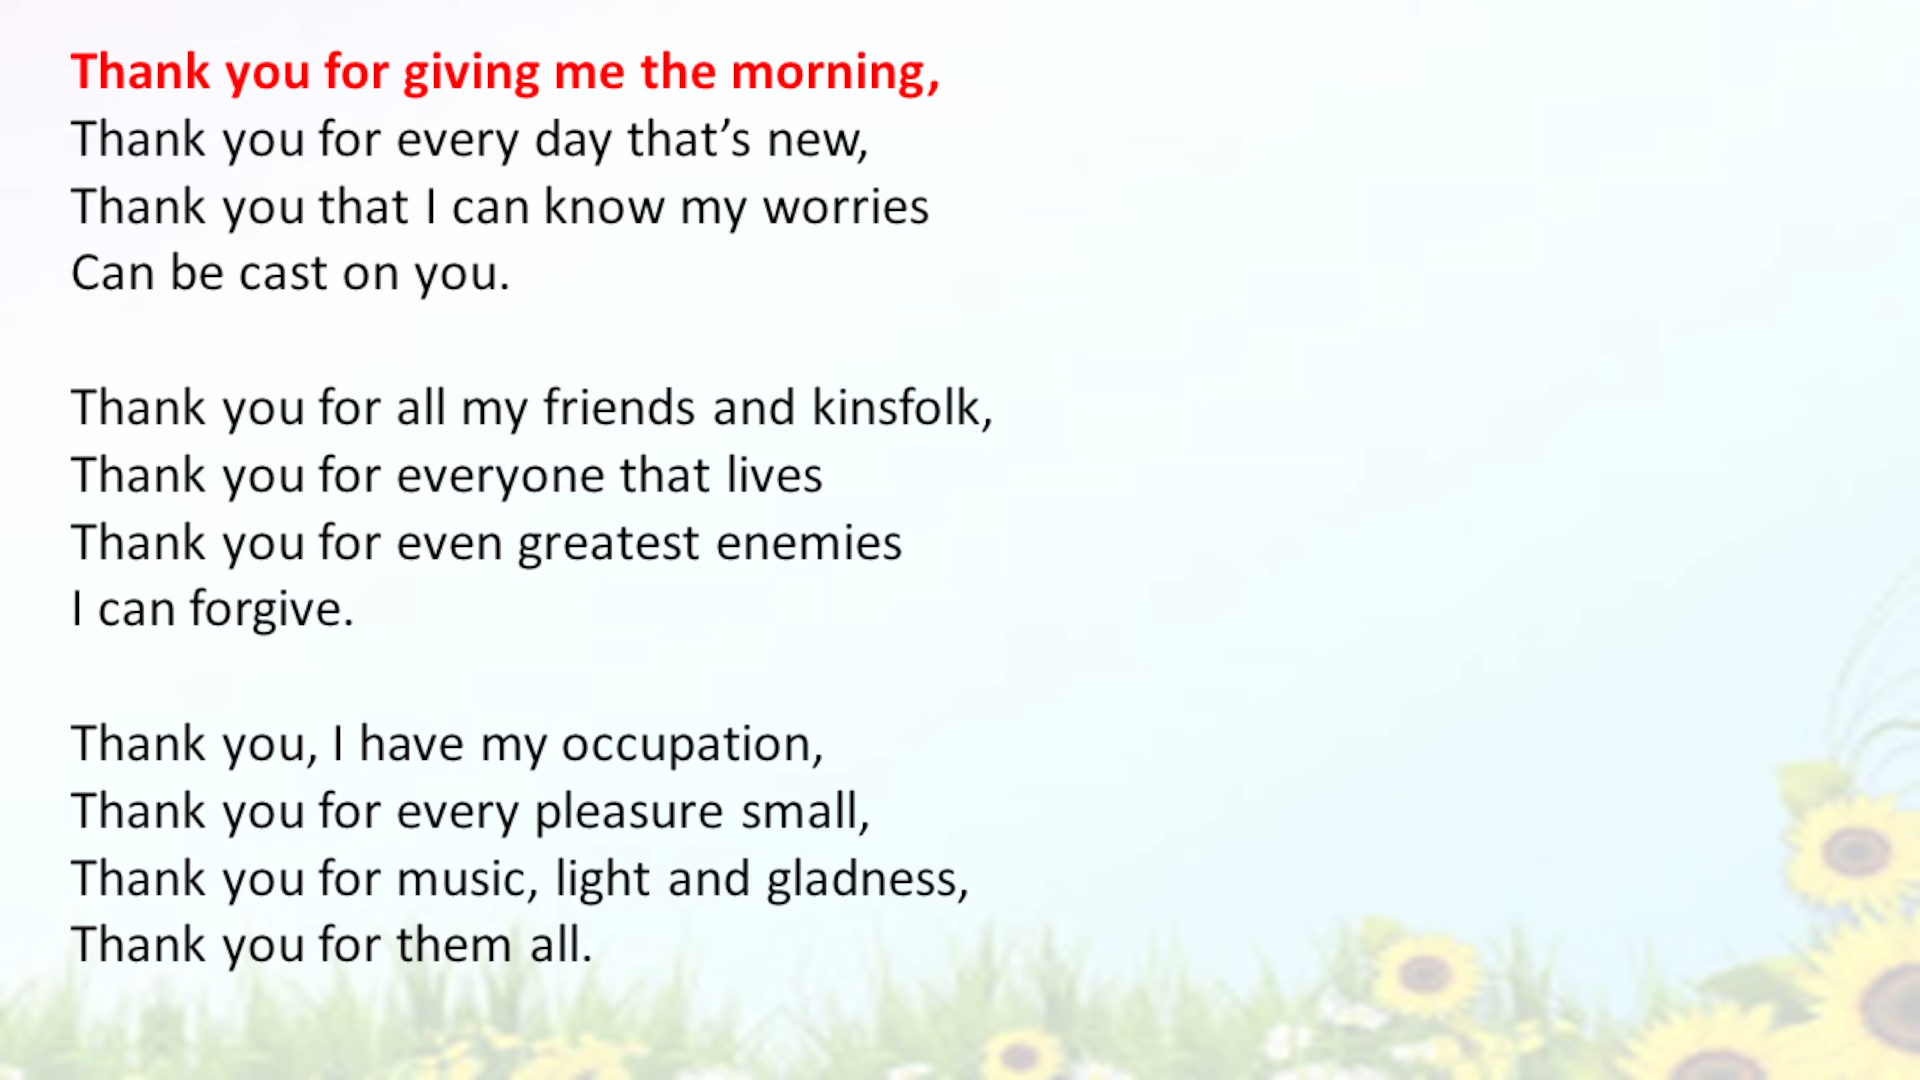 Thank you for giving me the morning,
Thank you for every day that’s new,
Thank you that I can know my worries
Can be cast on you.
Thank you for all my friends and kinsfolk,
Thank you for everyone that lives
Thank you for even greatest enemies
I can forgive.
Thank you, I have my occupation,
Thank you for every pleasure small,
Thank you for music, light and gladness,
Thank you for them all.